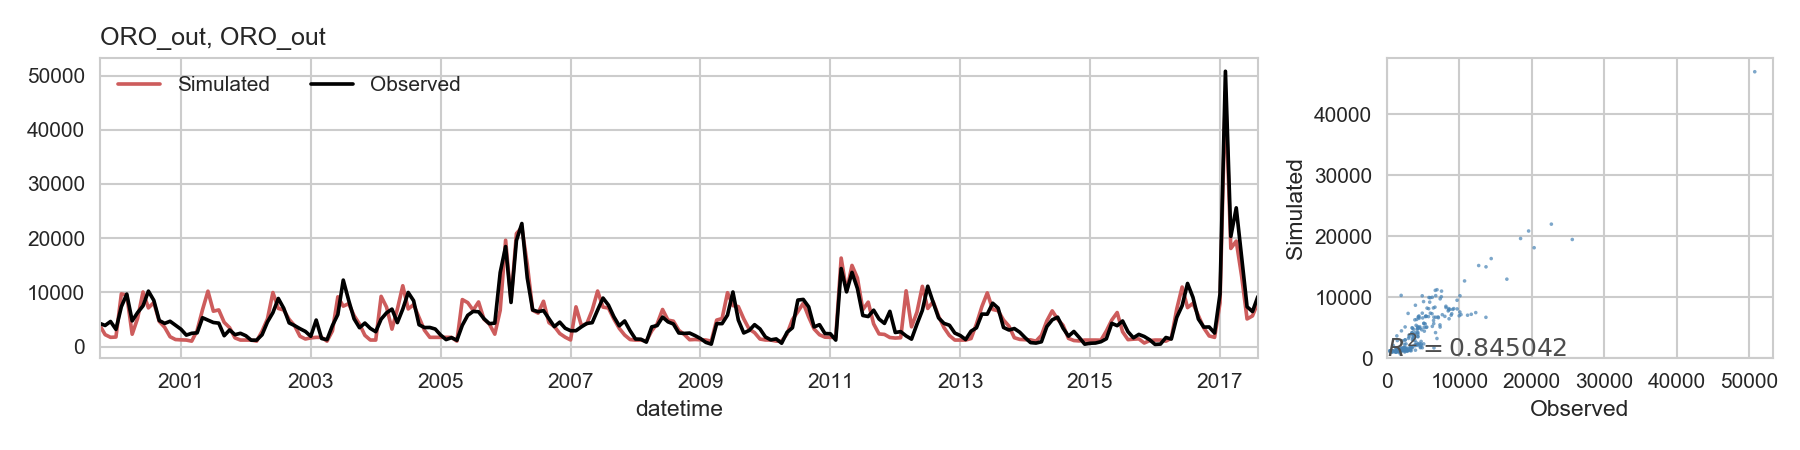 ORO_out, ORO_out
Simulated Observed
50000
40000
30000
20000
10000
0
2001 2003 2005 2007 2009 2011 2013 2015 2017
datetime
Simulated
40000
30000
20000
10000
0
R² = 0.845042
0 10000 20000 30000 40000 50000
Observed